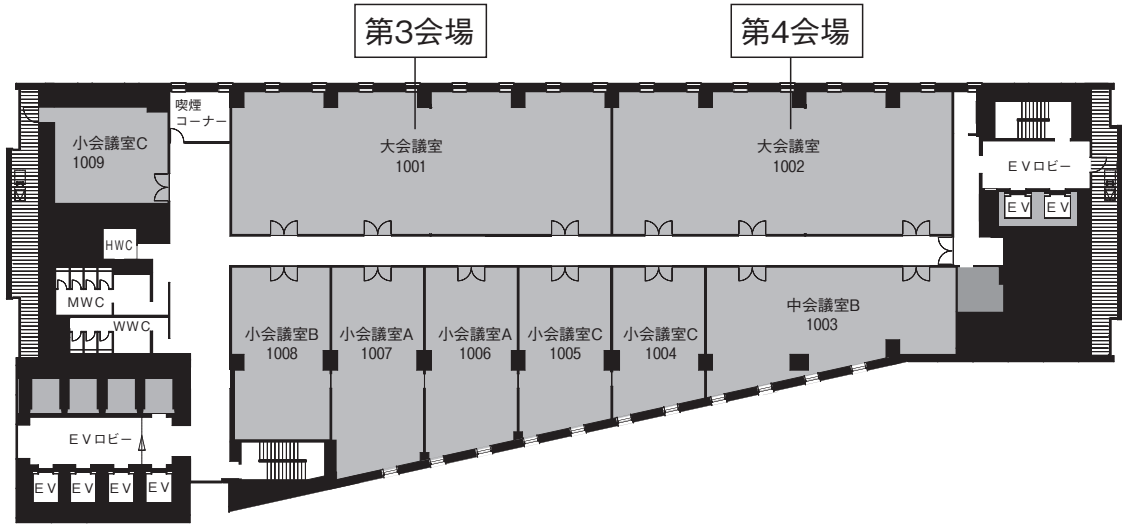 第3会場
第4会場
喫煙
コーナー
小会議室C
1009
大会議室
1001
大会議室
1002
EVロビー
EV
EV
HWC
MWC
WWC
小会議室B
1008
小会議室A
1007
小会議室A
1006
小会議室C
1005
小会議室C
1004
中会議室B
1003
EVロビー
EV
EV
EV
EV